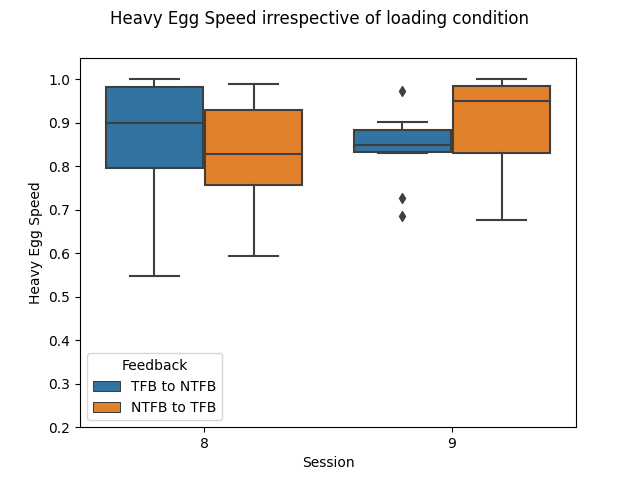 Heavy Egg Speed irrespective of loading condition
1.0
0.9
0.8
0.7
0.6
0.5
0.4
0.3
0.2
Heavy Egg Speed
Feedback
TFB to NTFB
NTFB to TFB
8
9
Session